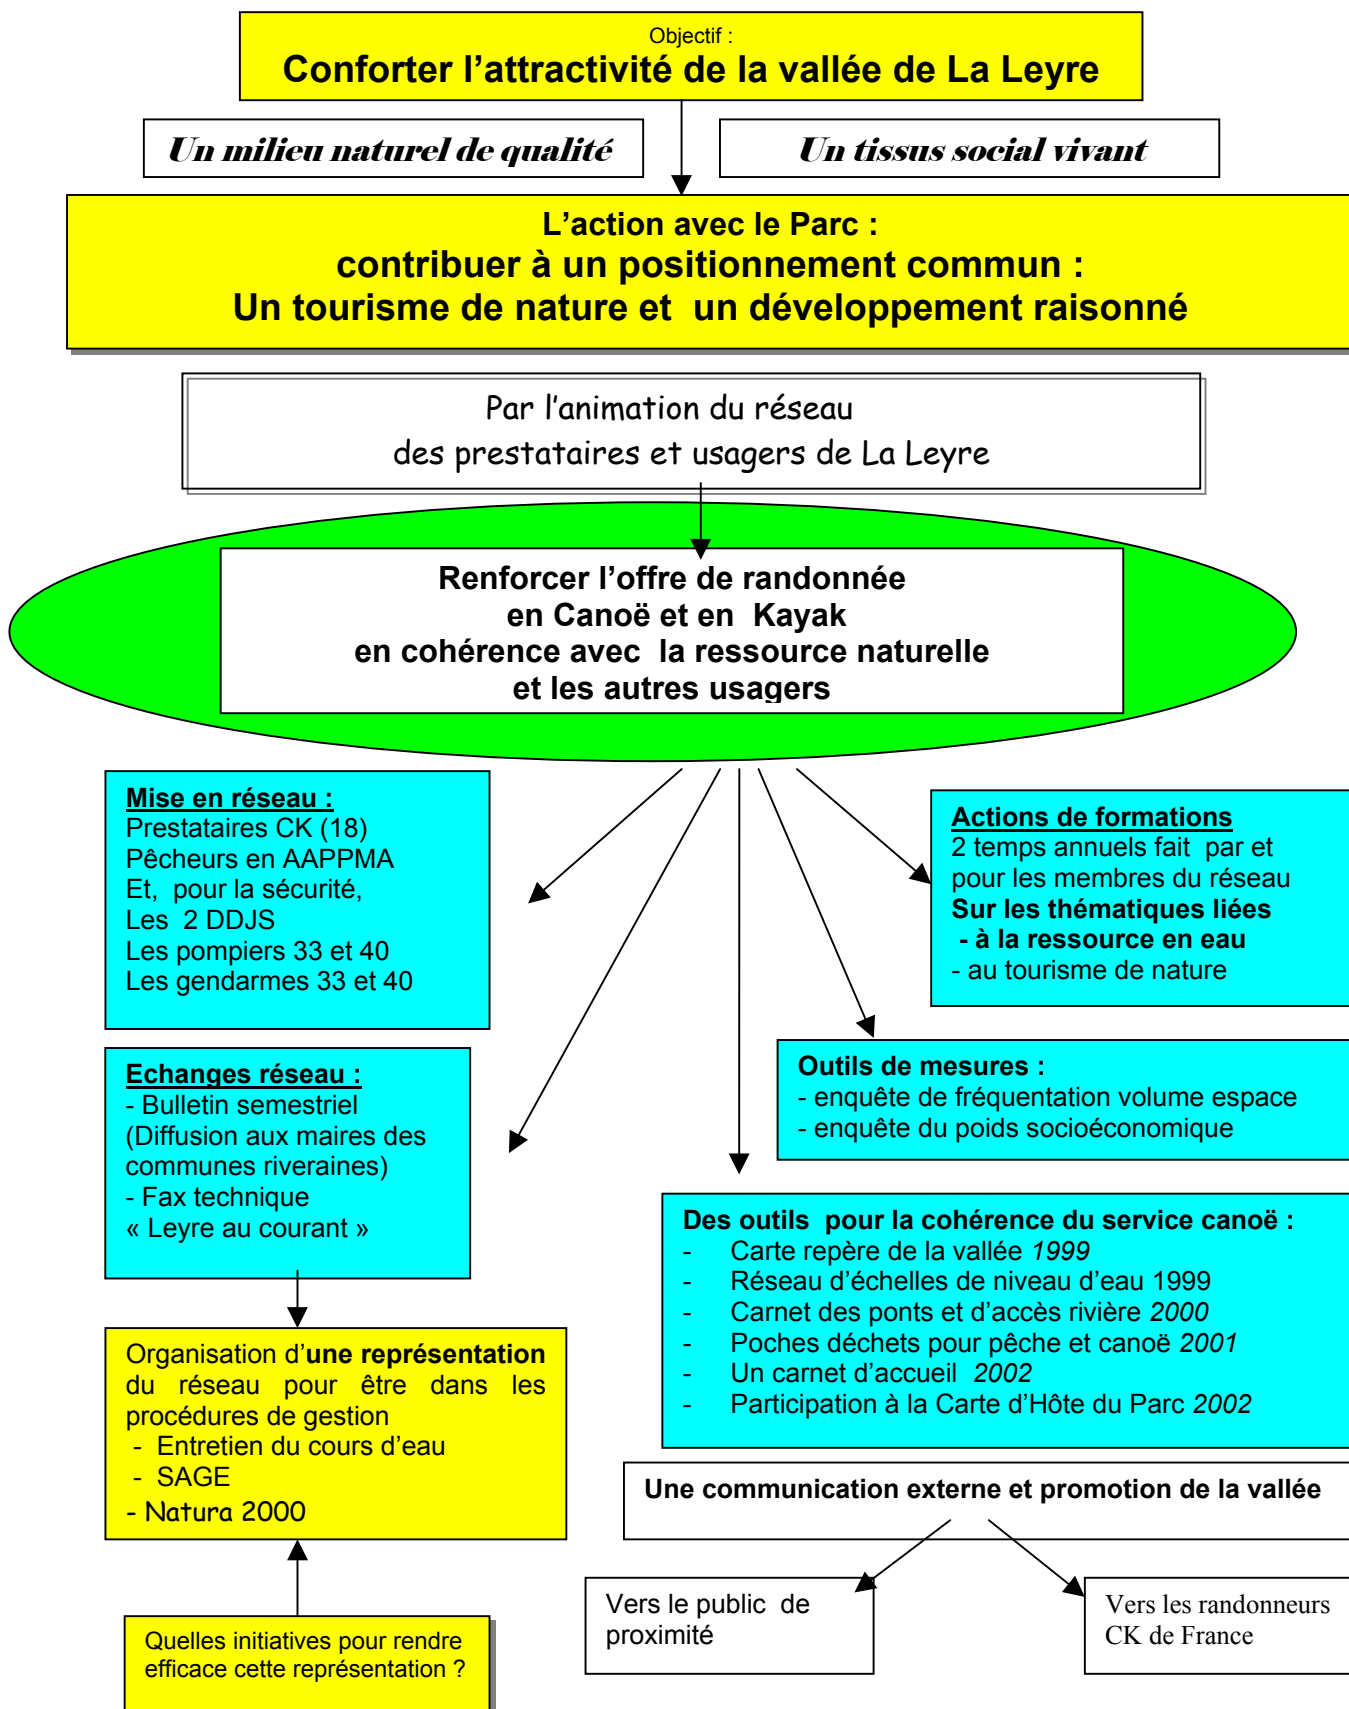 Objectif :
Conforter l’attractivité de la vallée de La Leyre
Un milieu naturel de qualité
Un tissus social vivant
L’action avec le Parc :
contribuer à un positionnement commun :
Un tourisme de nature et un développement raisonné
Par l’animation du réseau
des prestataires et usagers de La Leyre
Renforcer l’offre de randonnée
en Canoë et en Kayak
en cohérence avec la ressource naturelle
et les autres usagers
Mise en réseau :
Prestataires CK (18)
Pêcheurs en AAPPMA
Et, pour la sécurité,
Les 2 DDJS
Les pompiers 33 et 40
Les gendarmes 33 et 40
Actions de formations
2 temps annuels fait par et
pour les membres du réseau
Sur les thématiques liées
- à la ressource en eau
- au tourisme de nature
Echanges réseau :
- Bulletin semestriel
(Diffusion aux maires des
communes riveraines)
- Fax technique
« Leyre au courant »
Outils de mesures :
- enquête de fréquentation volume espace
- enquête du poids socioéconomique
Des outils pour la cohérence du service canoë :
- Carte repère de la vallée 1999
- Réseau d’échelles de niveau d’eau 1999
- Carnet des ponts et d’accès rivière 2000
- Poches déchets pour pêche et canoë 2001
- Un carnet d’accueil 2002
- Participation à la Carte d’Hôte du Parc 2002
Organisation d’une représentation
du réseau pour être dans les
procédures de gestion
- Entretien du cours d’eau
- SAGE
- Natura 2000
Une communication externe et promotion de la vallée
Vers le public de
proximité
Vers les randonneurs
CK de France
Quelles initiatives pour rendre
efficace cette représentation ?